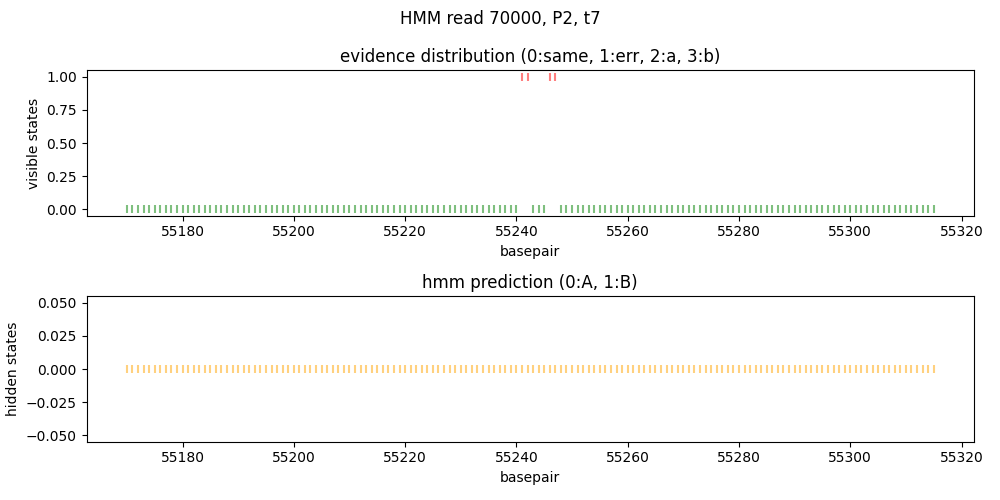 HMM read 70000, P2, t7
evidence distribution (0:same, 1:err, 2:a, 3:b)
1.00
0.75
0.50
0.25
0.00
visible states
55180 55200 55220 55240 55260 55280 55300 55320
basepair
hmm prediction (0:A, 1:B)
0.050
0.025
0.000
−0.025
−0.050
hidden states
55180 55200 55220 55240 55260 55280 55300 55320
basepair